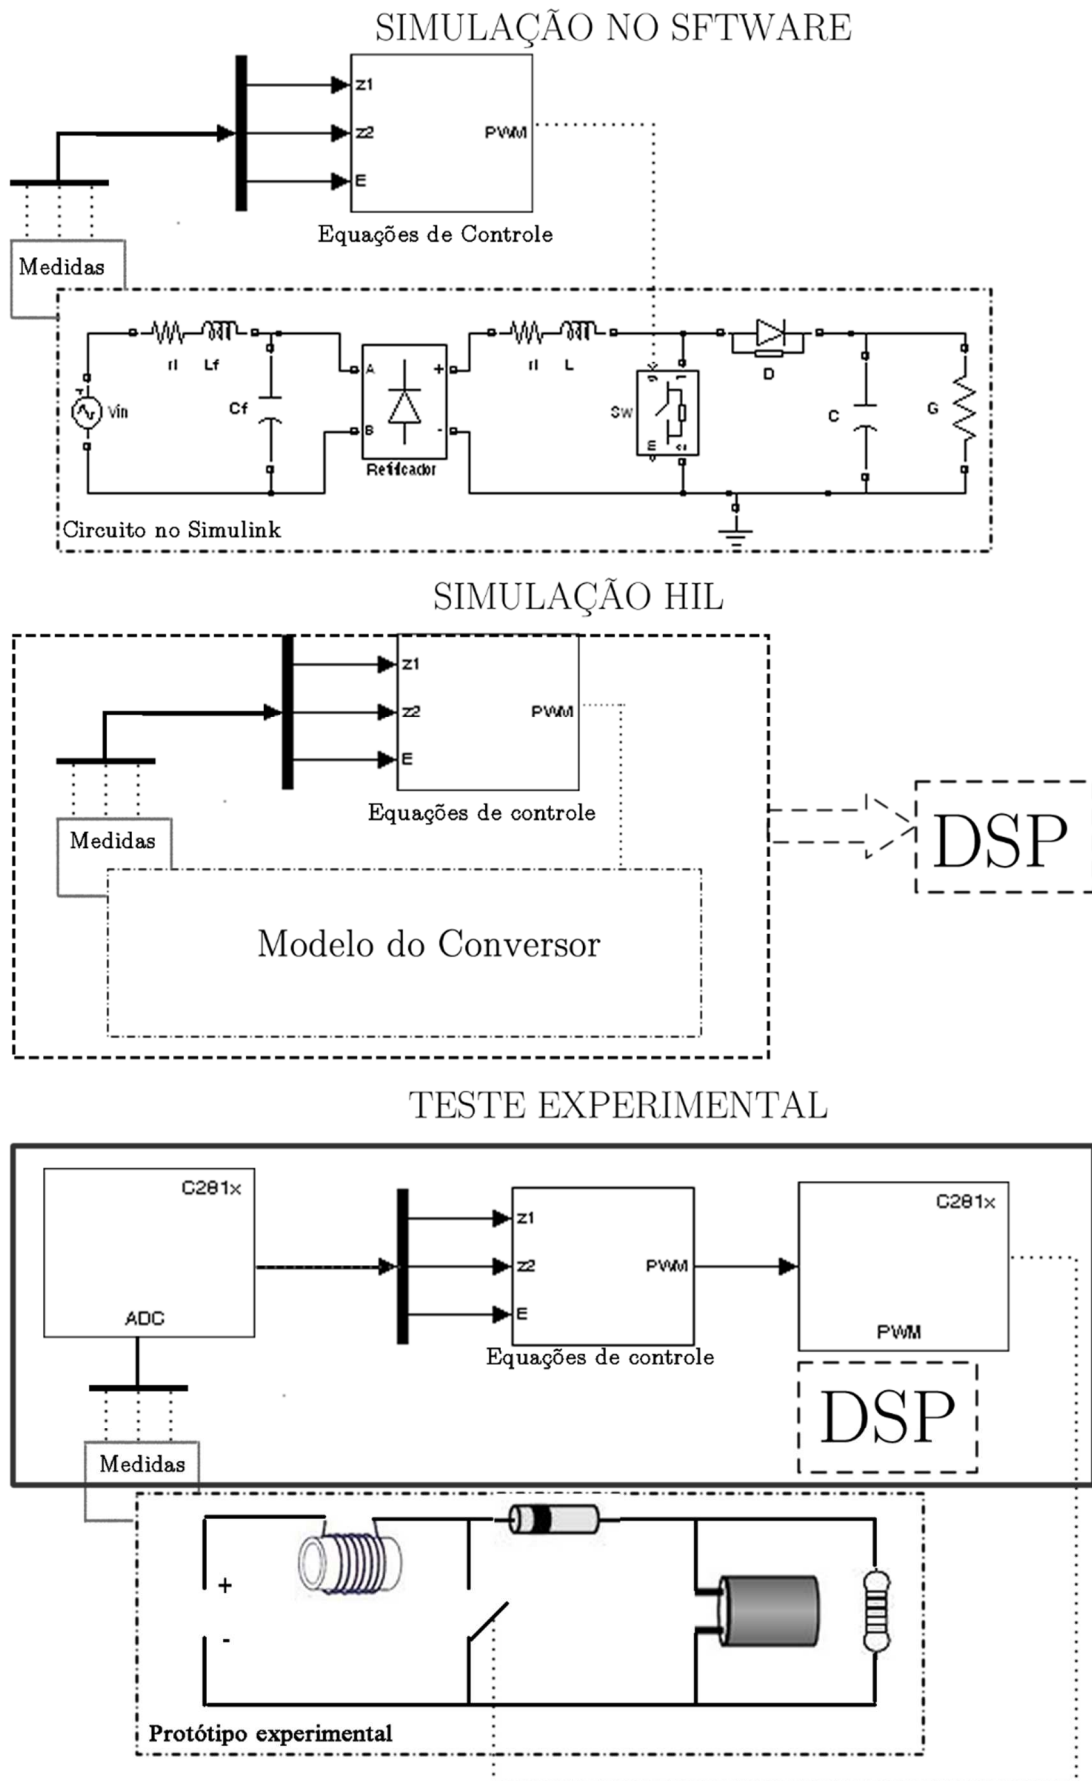 SIMULAÇÃO NO SFTWARE
z1
z2
PWM
E
Equações de Controle
Medidas
rl Lf
rl L
D
A
+
g
Vin
Cf
Sw
C
G
B
-
m
Retificador
Circuito no Simulink
SIMULAÇÃO HIL
z1
z2
PWM
E
Equações de controle
Medidas
DSP
Modelo do Conversor
TESTE EXPERIMENTAL
C281x
C281x
z1
z2
PWM
E
ADC
PWM
Equações de controle
DSP
Medidas
+
-
Protótipo experimental